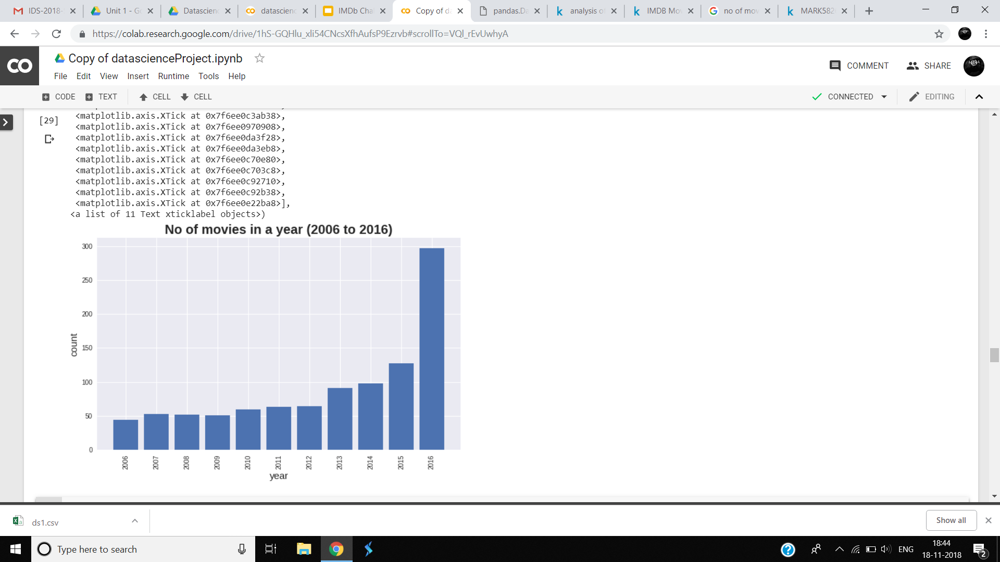 IDS-2018-
Unit 1 - G
Datascien
datascienc
IMDb Cha
Copy of d
pandas.Da
analysis o
IMDB Mov
no of mov
MARK582
https://colab.research.google.com/drive/1hS-GQHlu_xli54CNcsXfhAufsP9Ezrvb#scrollTo=VQl_rEvUwhyA
CO Copy of datascienceProject.ipynb
COMMENT SHARE
File Edit View Insert Runtime Tools Help
CODE TEXT CELL CELL CONNECTED EDITING
<matplotlib.axis.XTick at 0x7f6ee0c3ab38>,
[29]
<matplotlib.axis.XTick at 0x7f6ee0970908>,
<matplotlib.axis.XTick at 0x7f6ee0da3f28>,
<matplotlib.axis.XTick at 0x7f6ee0da3eb8>,
<matplotlib.axis.XTick at 0x7f6ee0c70e80>,
<matplotlib.axis.XTick at 0x7f6ee0c703c8>,
<matplotlib.axis.XTick at 0x7f6ee0c92710>,
<matplotlib.axis.XTick at 0x7f6ee0c92b38>,
<matplotlib.axis.XTick at 0x7f6ee0e22ba8>],
<a list of 11 Text xticklabel objects>)
No of movies in a year (2006 to 2016)
300
250
200
150
100
50
0
count
2006 2007 2008 2009 2010 2011 2012 2013 2014 2015 2016
year
ds1.csv
Show all
Type here to search
ENG
18:44
18-11-2018
2